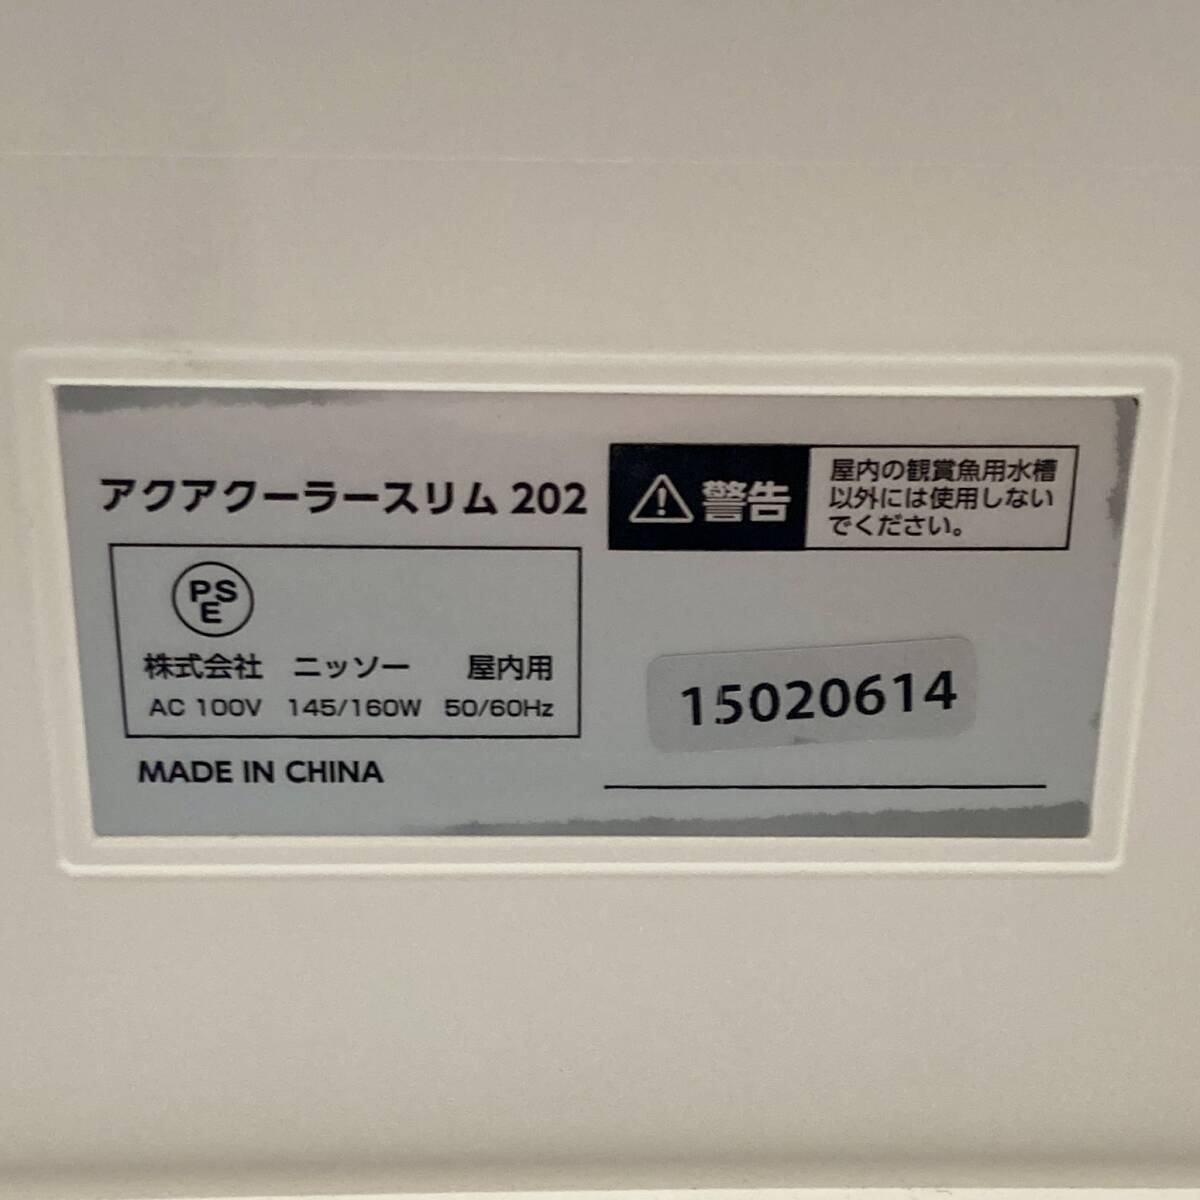 アクアクーラースリム 202
警告
屋内の観賞魚用水槽
以外には使用しない
でください。
PS
E
株式会社 ニッソー 屋内用
AC 100V 145/160W 50/60Hz
MADE IN CHINA
15020614